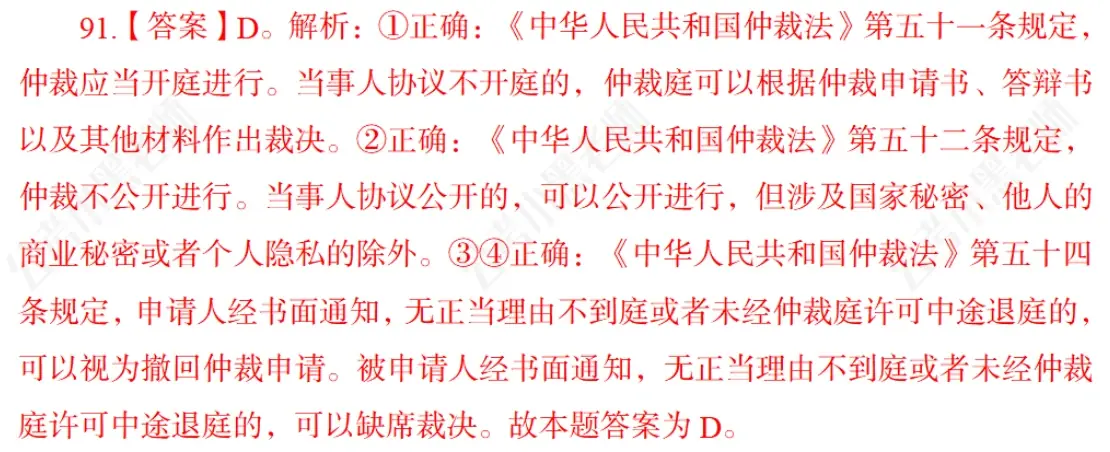 91.【答案】D。解析：①正确：《中华人民共和国仲裁法》第五十一条规定，
仲裁应当开庭进行。当事人协议不开庭的，仲裁庭可以根据仲裁申请书、答辩书
以及其他材料作出裁决。②正确：《中华人民共和国仲裁法》第五十二条规定，
仲裁不公开进行。当事人协议公开的，可以公开进行，但涉及国家秘密、他人的
商业秘密或者个人隐私的除外。③④正确：《中华人民共和国仲裁法》第五十四
条规定，申请人经书面通知，无正当理由不到庭或者未经仲裁庭许可中途退庭的，
可以视为撤回仲裁申请。被申请人经书面通知，无正当理由不到庭或者未经仲裁
庭许可中途退庭的，可以缺席裁决。故本题答案为 D。